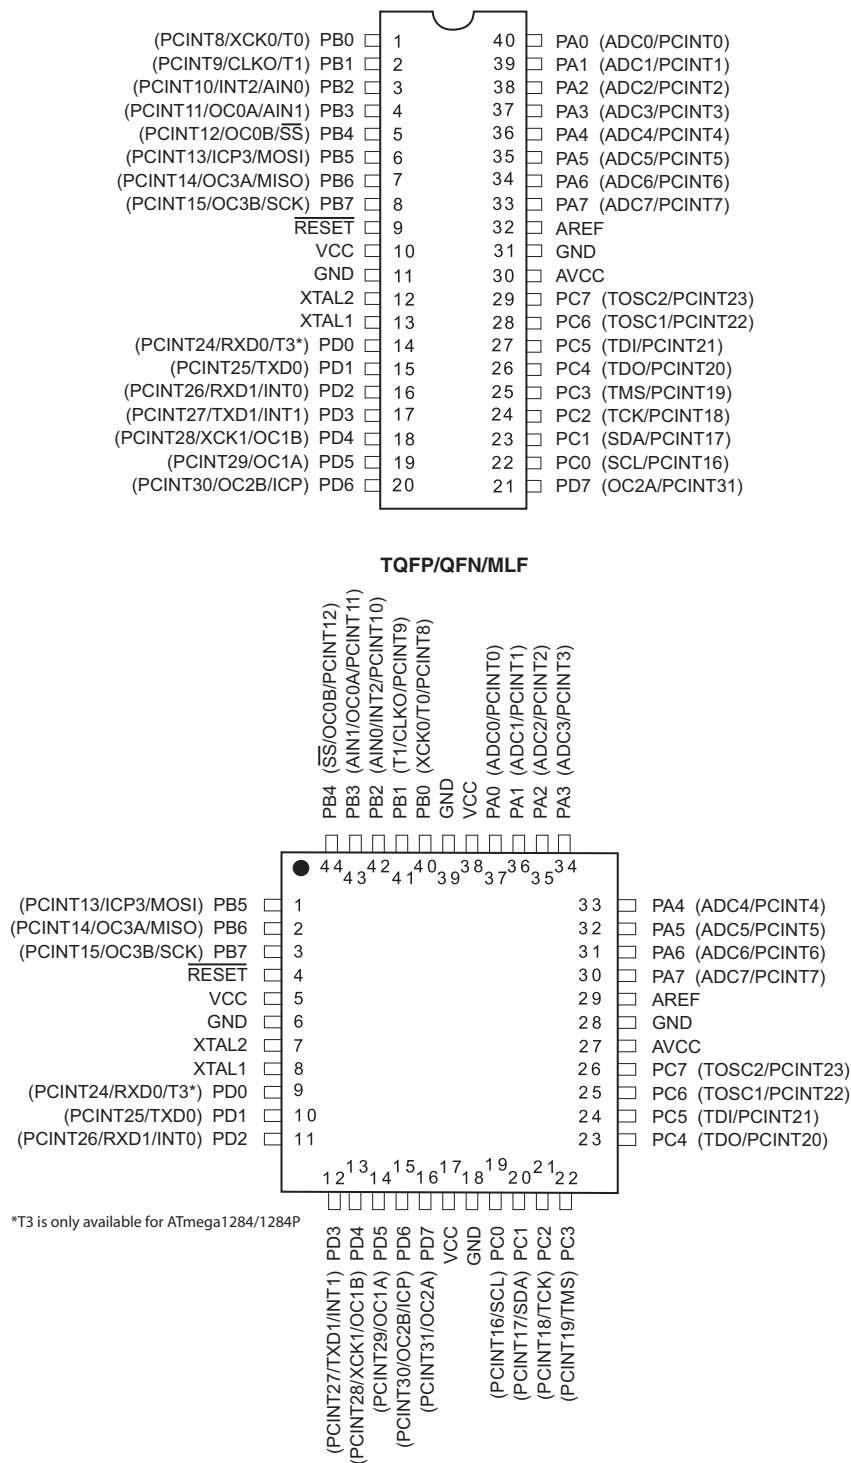 (PCINT8/XCK0/T0) PB0 1 40 PA0 (ADC0/PCINT0)
(PCINT9/CLKO/T1) PB1 2 39 PA1 (ADC1/PCINT1)
(PCINT10/INT2/AIN0) PB2 3 38 PA2 (ADC2/PCINT2)
(PCINT11/OC0A/AIN1) PB3 4 37 PA3 (ADC3/PCINT3)
(PCINT12/OC0B/SS) PB4 5 36 PA4 (ADC4/PCINT4)
(PCINT13/ICP3/MOSI) PB5 6 35 PA5 (ADC5/PCINT5)
(PCINT14/OC3A/MISO) PB6 7 34 PA6 (ADC6/PCINT6)
(PCINT15/OC3B/SCK) PB7 8 33 PA7 (ADC7/PCINT7)
RESET 9 32 AREF
VCC 10 31 GND
GND 11 30 AVCC
XTAL2 12 29 PC7 (TOSC2/PCINT23)
XTAL1 13 28 PC6 (TOSC1/PCINT22)
(PCINT24/RXD0/T3*) PD0 14 27 PC5 (TDI/PCINT21)
(PCINT25/TXD0) PD1 15 26 PC4 (TDO/PCINT20)
(PCINT26/RXD1/INT0) PD2 16 25 PC3 (TMS/PCINT19)
(PCINT27/TXD1/INT1) PD3 17 24 PC2 (TCK/PCINT18)
(PCINT28/XCK1/OC1B) PD4 18 23 PC1 (SDA/PCINT17)
(PCINT29/OC1A) PD5 19 22 PC0 (SCL/PCINT16)
(PCINT30/OC2B/ICP) PD6 20 21 PD7 (OC2A/PCINT31)
TQFP/QFN/MLF
PB4 (SS/OC0B/PCINT12)
PB3 (AIN1/OC0A/PCINT11)
PB2 (AIN0/INT2/PCINT10)
PB1 (T1/CLKO/PCINT9)
PB0 (XCK0/T0/PCINT8)
GND
VCC
PA0 (ADC0/PCINT0)
PA1 (ADC1/PCINT1)
PA2 (ADC2/PCINT2)
PA3 (ADC3/PCINT3)
44 43 42 41 40 39 38 37 36 35 34
(PCINT13/ICP3/MOSI) PB5 1 33 PA4 (ADC4/PCINT4)
(PCINT14/OC3A/MISO) PB6 2 32 PA5 (ADC5/PCINT5)
(PCINT15/OC3B/SCK) PB7 3 31 PA6 (ADC6/PCINT6)
RESET 4 30 PA7 (ADC7/PCINT7)
VCC 5 29 AREF
GND 6 28 GND
XTAL2 7 27 AVCC
XTAL1 8 26 PC7 (TOSC2/PCINT23)
(PCINT24/RXD0/T3*) PD0 9 25 PC6 (TOSC1/PCINT22)
(PCINT25/TXD0) PD1 10 24 PC5 (TDI/PCINT21)
(PCINT26/RXD1/INT0) PD2 11 23 PC4 (TDO/PCINT20)
12 13 14 15 16 17 18 19 20 21 22
*T3 is only available for ATmega1284/1284P
(PCINT27/TXD1/INT1) PD3
(PCINT28/XCK1/OC1B) PD4
(PCINT29/OC1A) PD5
(PCINT30/OC2B/ICP) PD6
(PCINT31/OC2A) PD7
VCC
GND
(PCINT16/SCL) PC0
(PCINT17/SDA) PC1
(PCINT18/TCK) PC2
(PCINT19/TMS) PC3